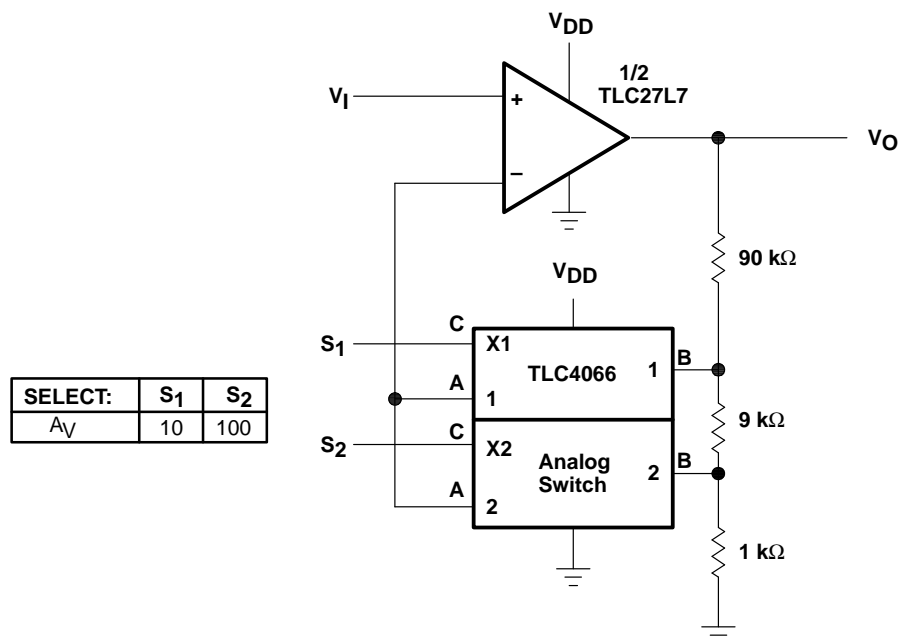 VDD
1/2
TLC27L7
VI
+
−
VO
90 kΩ
VDD
S1
C
X1
TLC4066
1
B
A
1
9 kΩ
S2
C
X2
Analog
Switch
2
B
A
2
1 kΩ
SELECT: S1 S2
AV 10 100